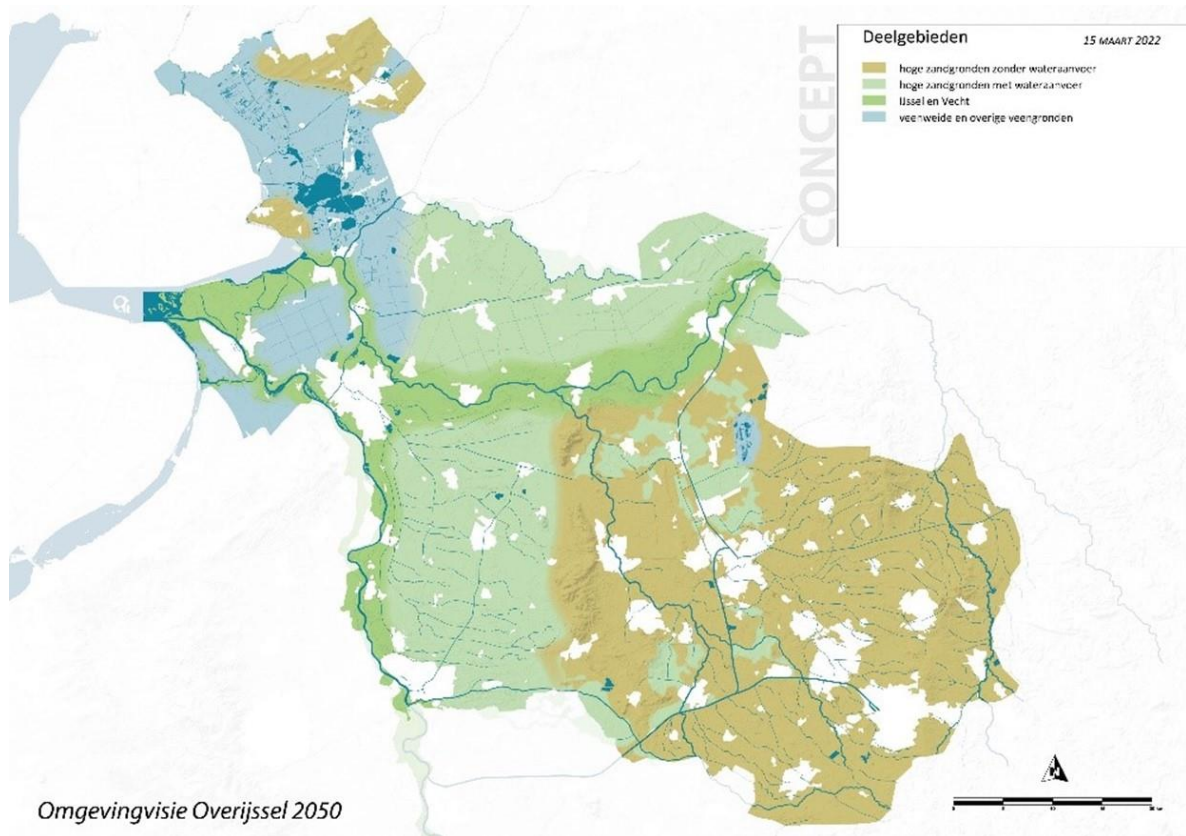 Deelgebieden
15 MAART 2022
hoge zandgronden zonder wateraanvoer
hoge zandgronden met wateraanvoer
IJssel en Vecht
veenweide en overige veengronden
CONCEPT
Omgevingvisie Overijssel 2050